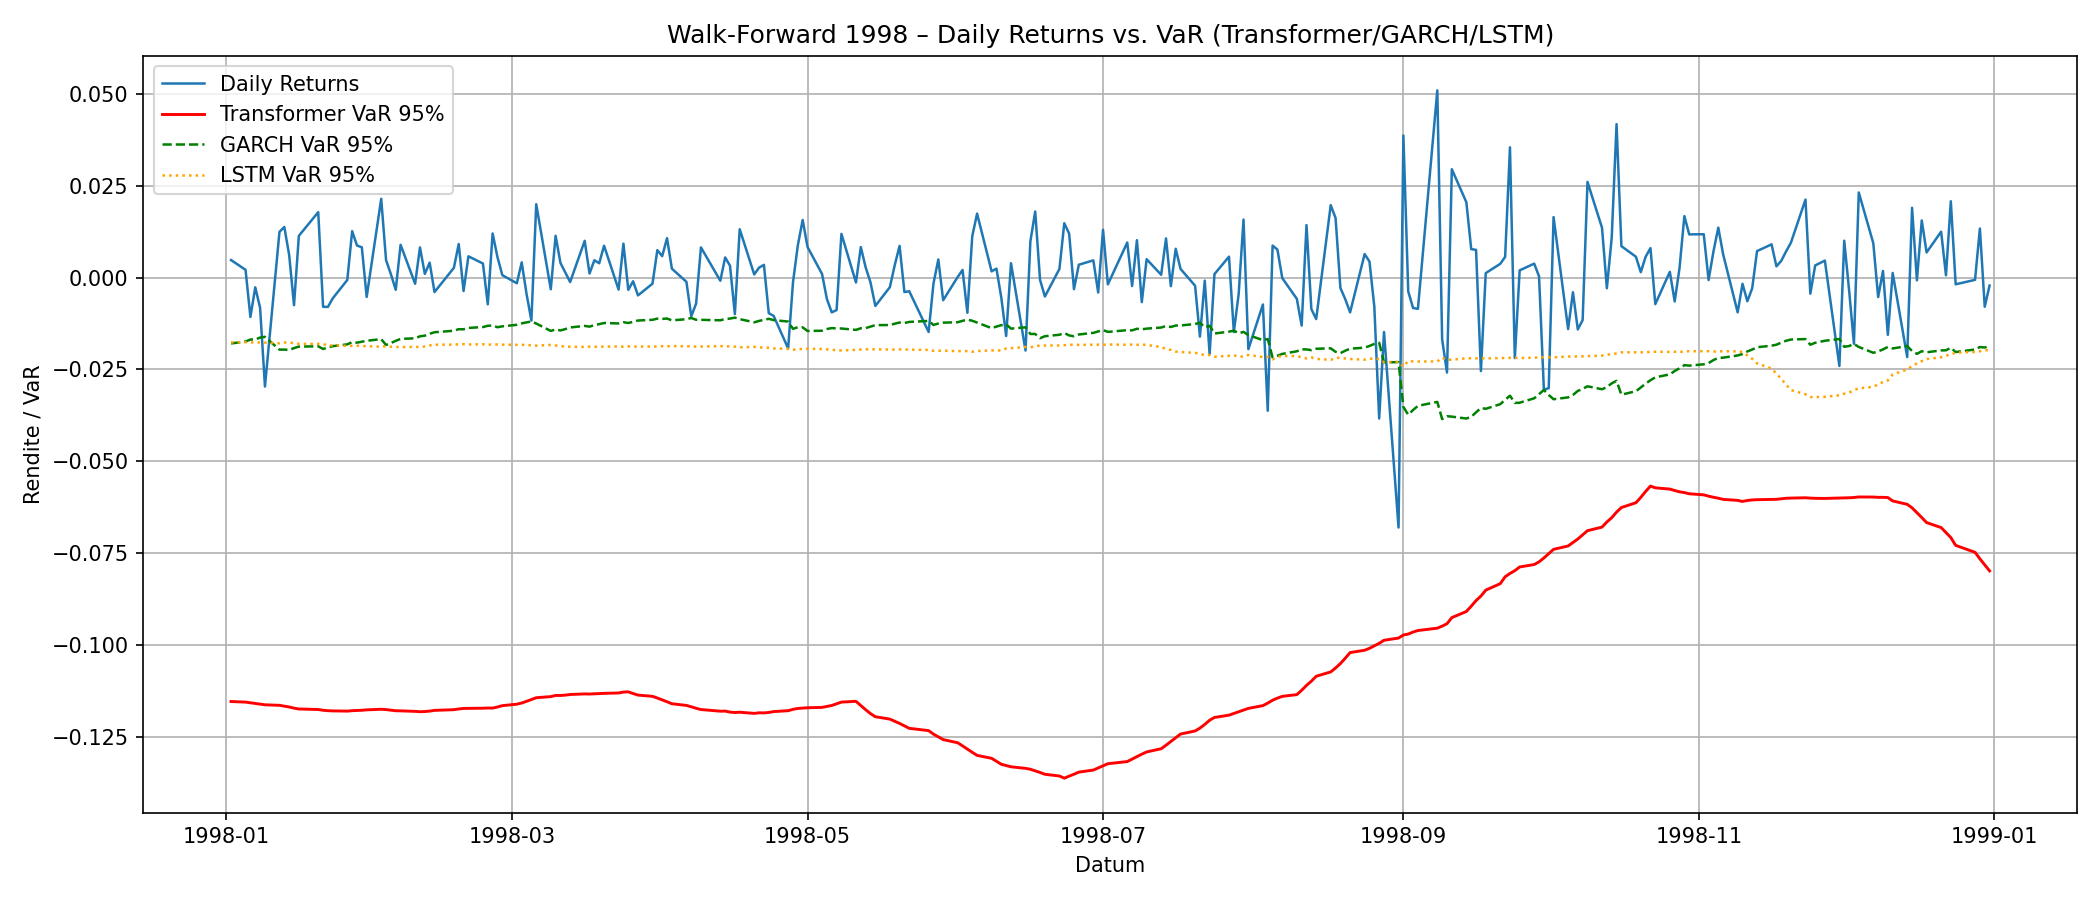 Walk-Forward 1998 – Daily Returns vs. VaR (Transformer/GARCH/LSTM)
Daily Returns
Transformer VaR 95%
GARCH VaR 95%
LSTM VaR 95%
Rendite / VaR
0.050
0.025
0.000
−0.025
−0.050
−0.075
−0.100
−0.125
1998-01 1998-03 1998-05 1998-07 1998-09 1998-11 1999-01
Datum